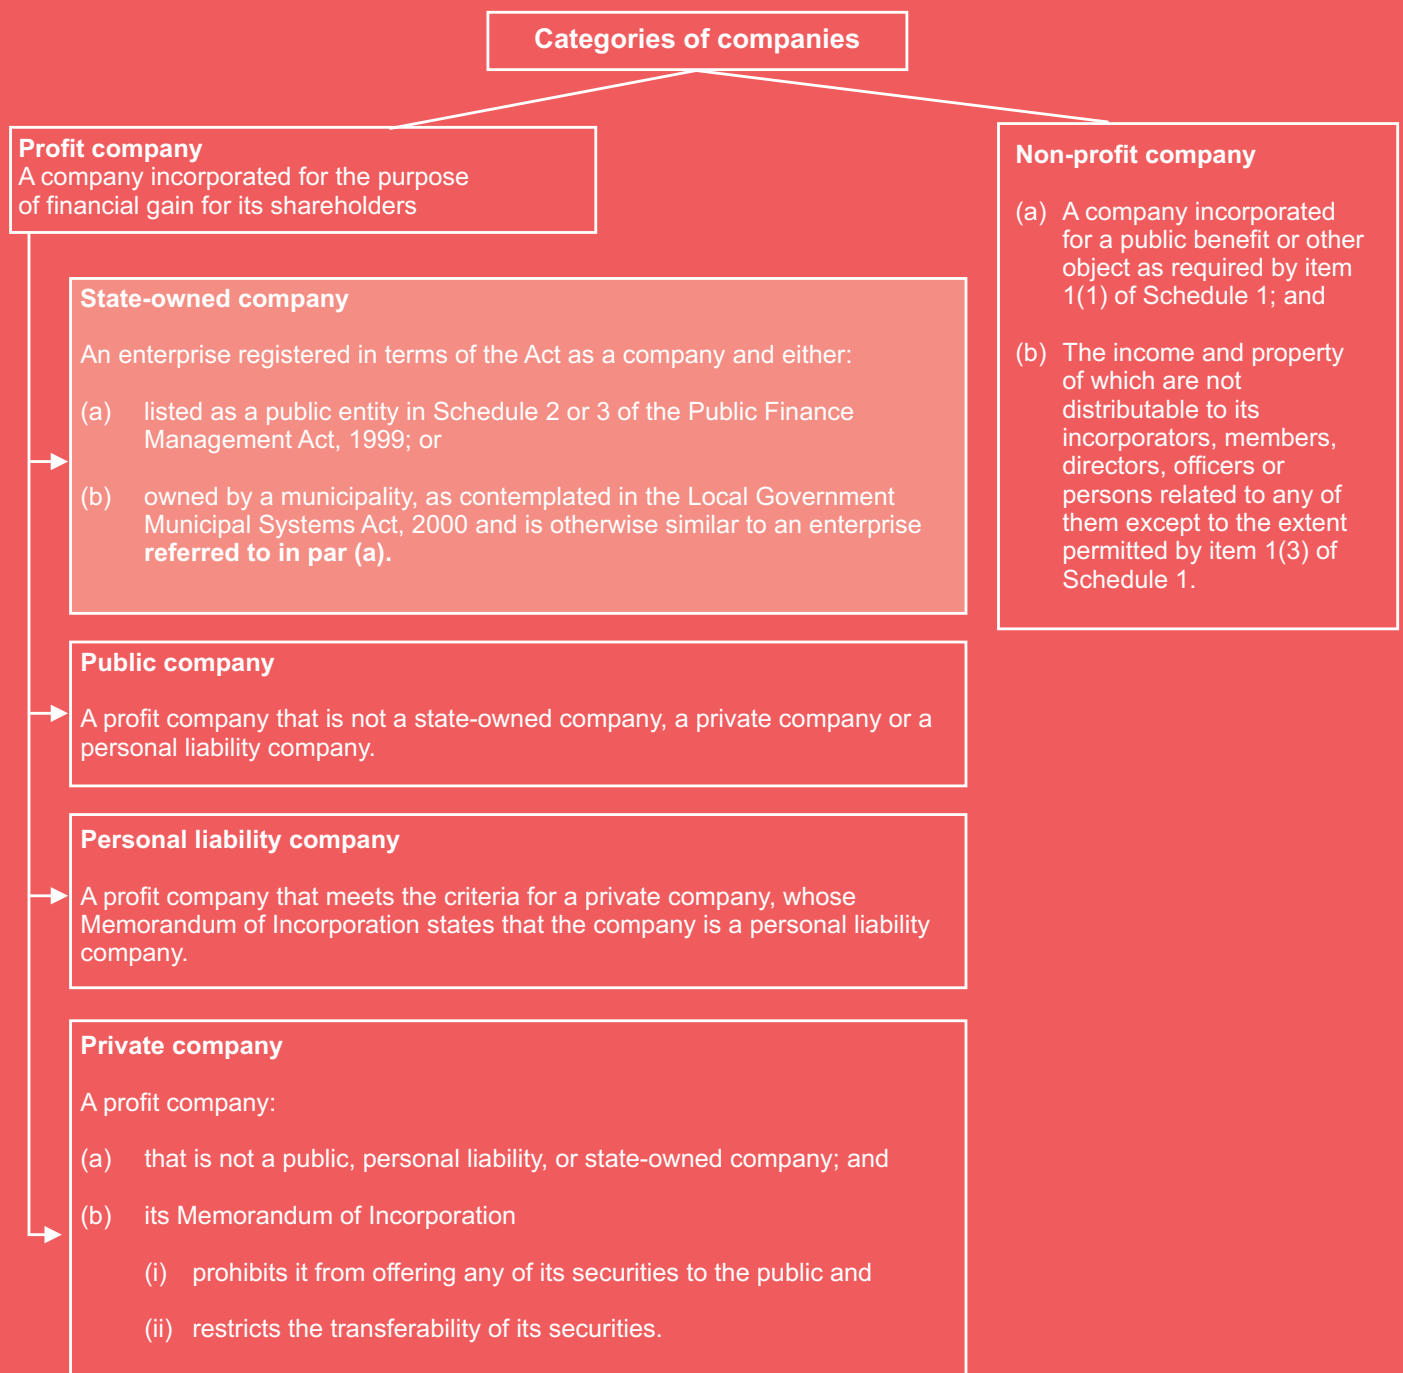 Categories of companies
Profit company
A company incorporated for the purpose
of financial gain for its shareholders
State-owned company
An enterprise registered in terms of the Act as a company and either:
(a) listed as a public entity in Schedule 2 or 3 of the Public Finance
Management Act, 1999; or
(b) owned by a municipality, as contemplated in the Local Government
Municipal Systems Act, 2000 and is otherwise similar to an enterprise
referred to in par (a).
Public company
A profit company that is not a state-owned company, a private company or a
personal liability company.
Personal liability company
A profit company that meets the criteria for a private company, whose
Memorandum of Incorporation states that the company is a personal liability
company.
Private company
A profit company:
(a) that is not a public, personal liability, or state-owned company; and
(b) its Memorandum of Incorporation
(i) prohibits it from offering any of its securities to the public and
(ii) restricts the transferability of its securities.
Non-profit company
(a) A company incorporated
for a public benefit or other
object as required by item
1(1) of Schedule 1; and
(b) The income and property
of which are not
distributable to its
incorporators, members,
directors, officers or
persons related to any of
them except to the extent
permitted by item 1(3) of
Schedule 1.